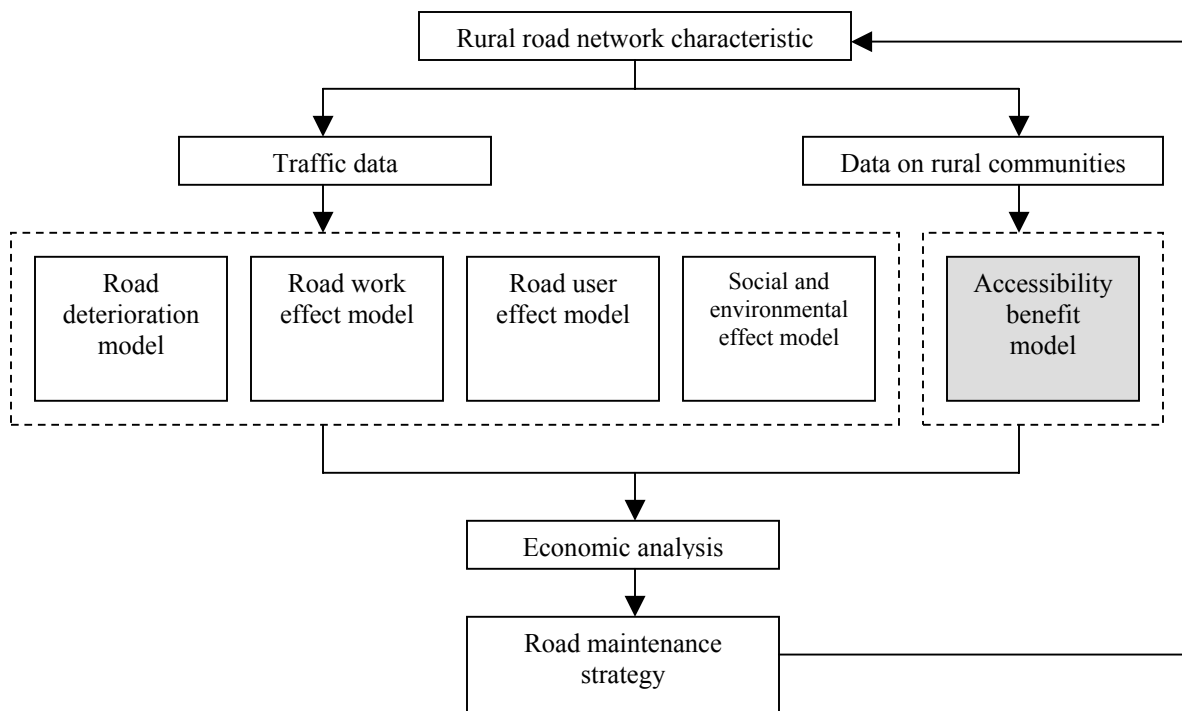 Rural road network characteristic
Traffic data
Data on rural communities
Road
deterioration
model
Road work
effect model
Road user
effect model
Social and
environmental
effect model
Accessibility
benefit
model
Economic analysis
Road maintenance
strategy